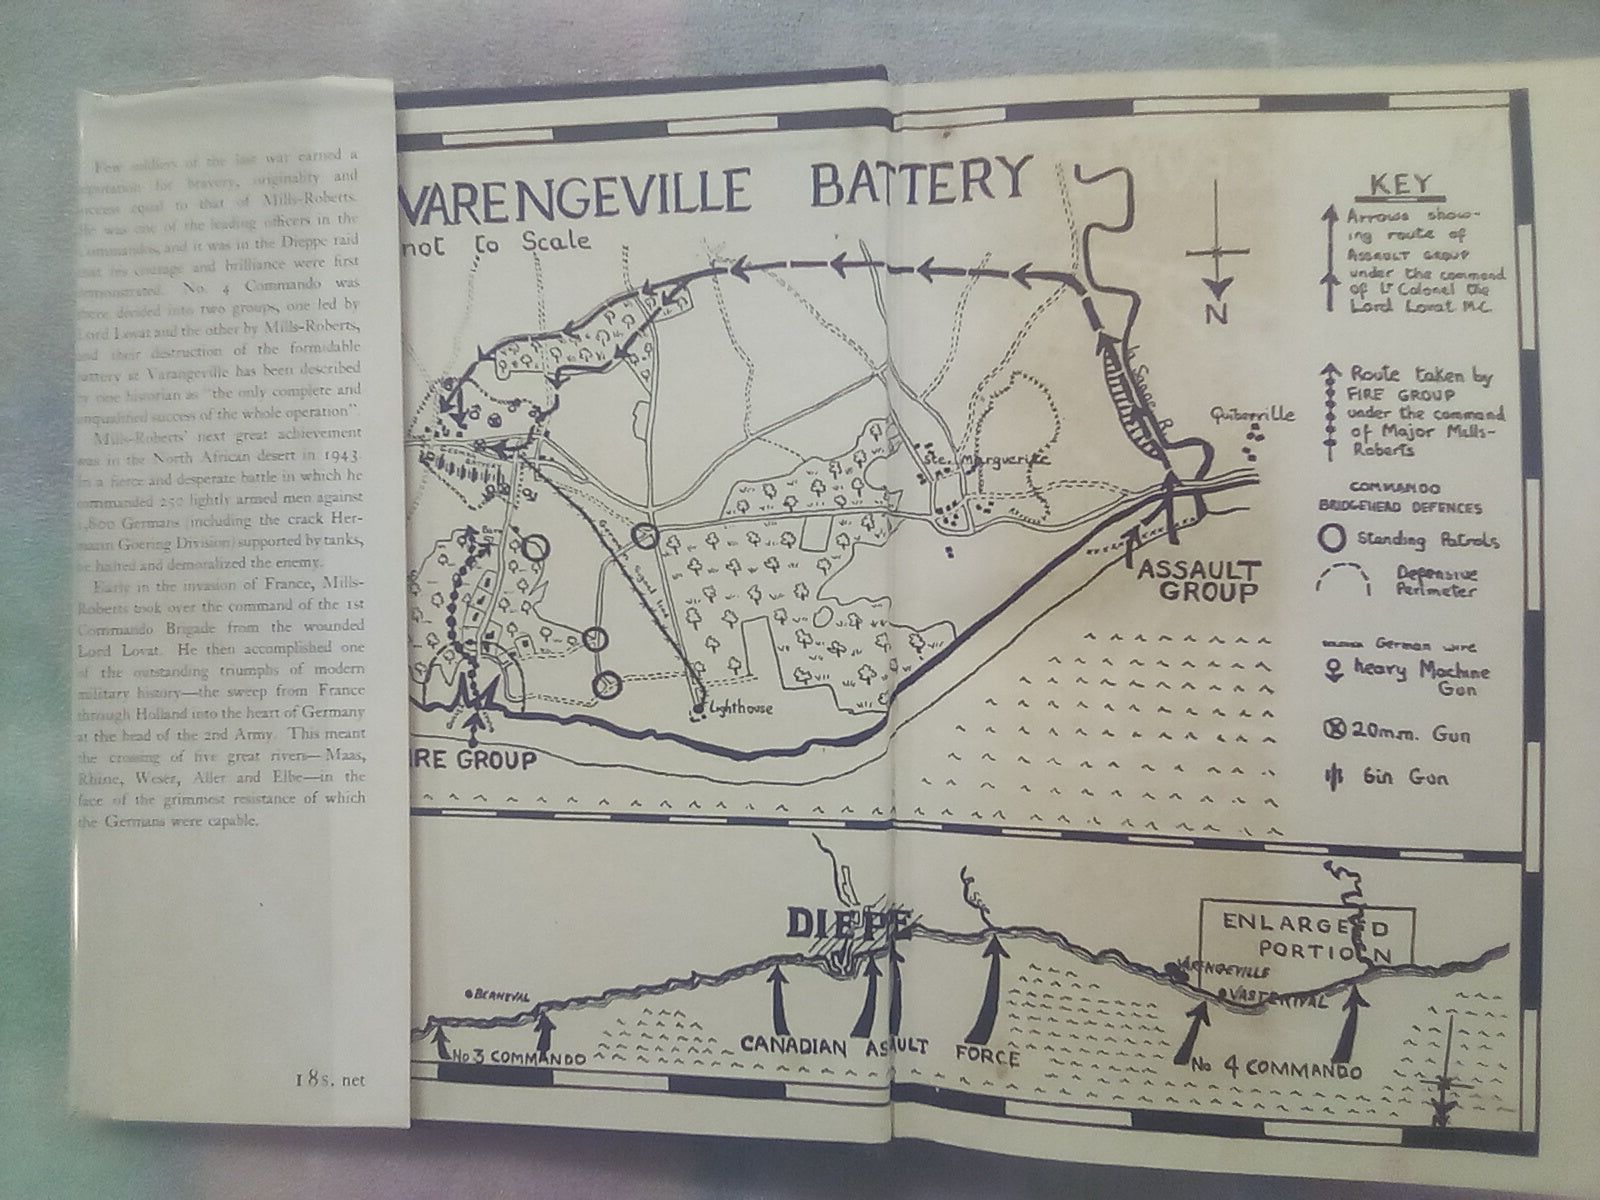 Few soldiers of the last war earned a
reputation for bravery, originality and
success equal to that of Mills-Roberts.
He was one of the leading officers in the
Commandos, and it was in the Dieppe raid
that his courage and brilliance were first
demonstrated. No. 4 Commando was
there divided into two groups, one led by
Lord Lovat and the other by Mills-Roberts,
and their destruction of the formidable
battery at Varangeville has been described
by one historian as "the only complete and
unqualified success of the whole operation".
Mills-Roberts' next great achievement
was in the North African desert in 1943.
In a fierce and desperate battle in which he
commanded 250 lightly armed men against
1,800 Germans (including the crack Her-
mann Goering Division) supported by tanks,
he halted and demoralized the enemy.
Early in the invasion of France, Mills-
Roberts took over the command of the 1st
Commando Brigade from the wounded
Lord Lovat. He then accomplished one
of the outstanding triumphs of modern
military history—the sweep from France
through Holland into the heart of Germany
at the head of the 2nd Army. This meant
the crossing of five great rivers—Maas,
Rhine, Weser, Aller and Elbe—in the
face of the grimmest resistance of which
the Germans were capable.
18s. net
VARENGEVILLE BATTERY
not to Scale
N
La Saane R.
Quiberville
Ste. Margueritte
Barn
Signal line
Signal line
Lighthouse
ASSAULT
GROUP
IRE GROUP
KEY
Arrows show-
ing route of
ASSAULT GROUP
under the command
of Lt Colonel the
Lord Lovat M.C.
Route taken by
FIRE GROUP
under the command
of Major Mills-
Roberts
COMMANDO
BRIDGEHEAD DEFENCES
Standing Patrols
Defensive
Perimeter
German wire
heavy Machine
Gun
20mm. Gun
6in Gun
DIEPPE
ENLARGED
PORTION
BERNEVAL
VARENGEVILLE
VASTERIVAL
No 3 COMMANDO
CANADIAN ASSAULT FORCE
No 4 COMMANDO